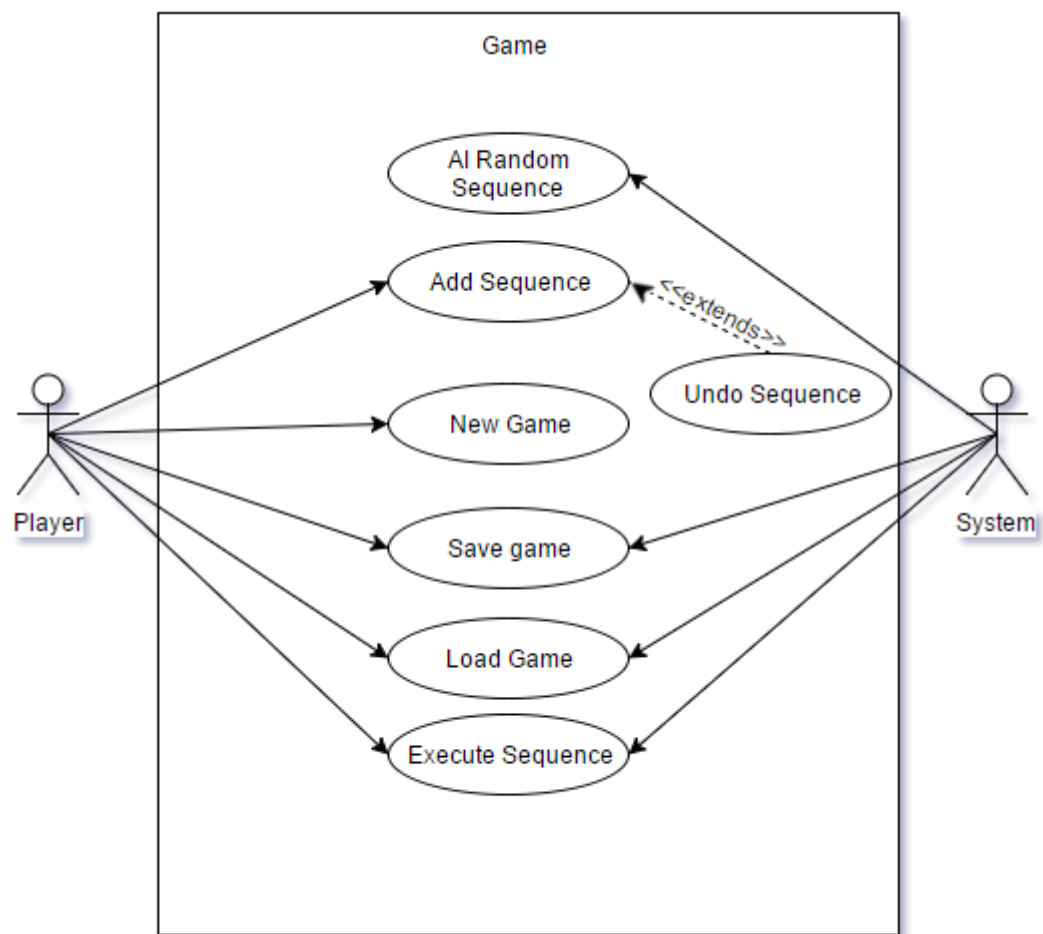 Game
AI Random
Sequence
Add Sequence
<<extends>>
Undo Sequence
New Game
Player
System
Save game
Load Game
Execute Sequence